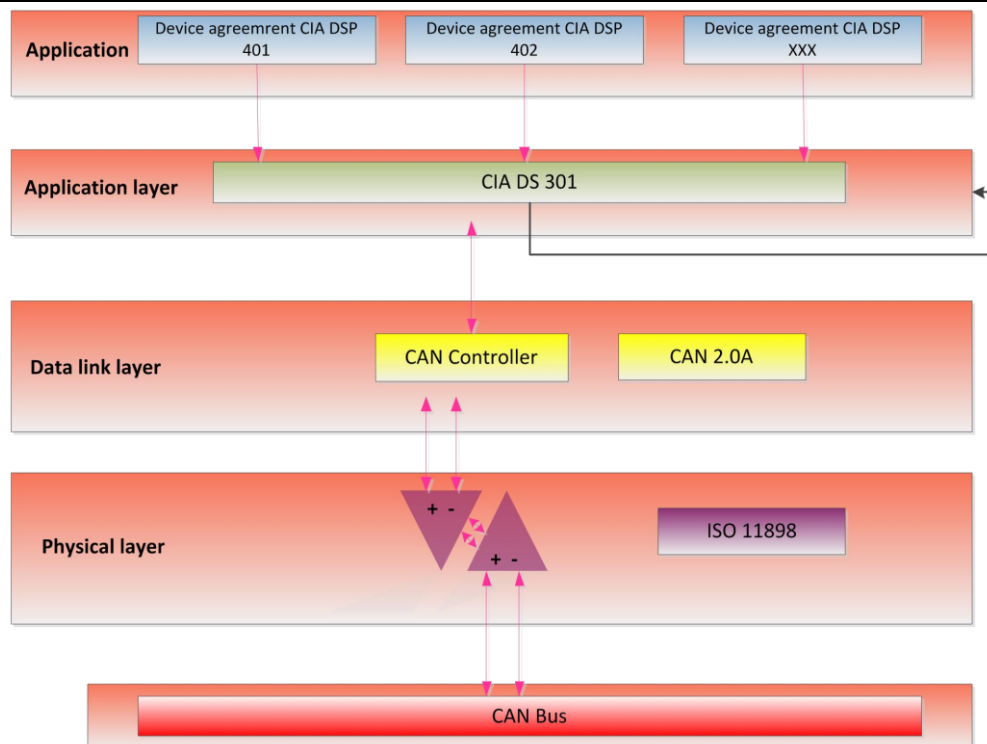 Application
Device agreemrent CIA DSP
401
Device agreement CIA DSP
402
Device agreement CIA DSP
XXX
Application layer
CIA DS 301
Data link layer
CAN Controller
CAN 2.0A
Physical layer
+ -
+ -
ISO 11898
CAN Bus